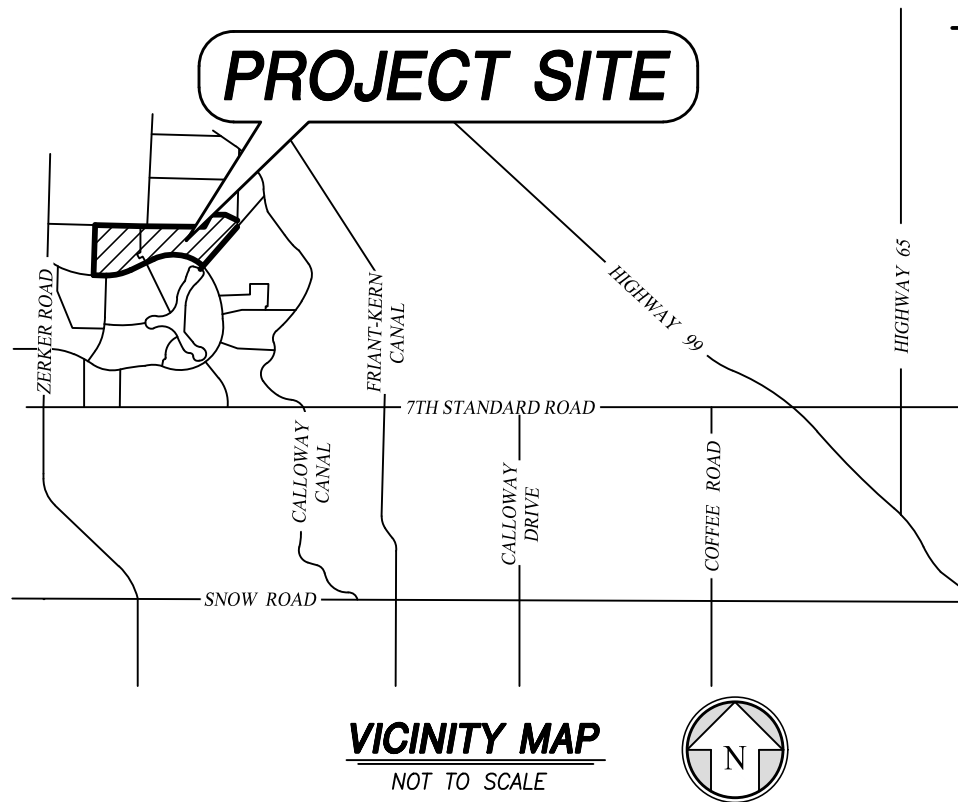 PROJECT SITE
ZERKER ROAD
FRIANT-KERN
CANAL
HIGHWAY 99
HIGHWAY 65
7TH STANDARD ROAD
CALLOWAY
CANAL
CALLOWAY
DRIVE
COFFEE ROAD
SNOW ROAD
VICINITY MAP
NOT TO SCALE
N